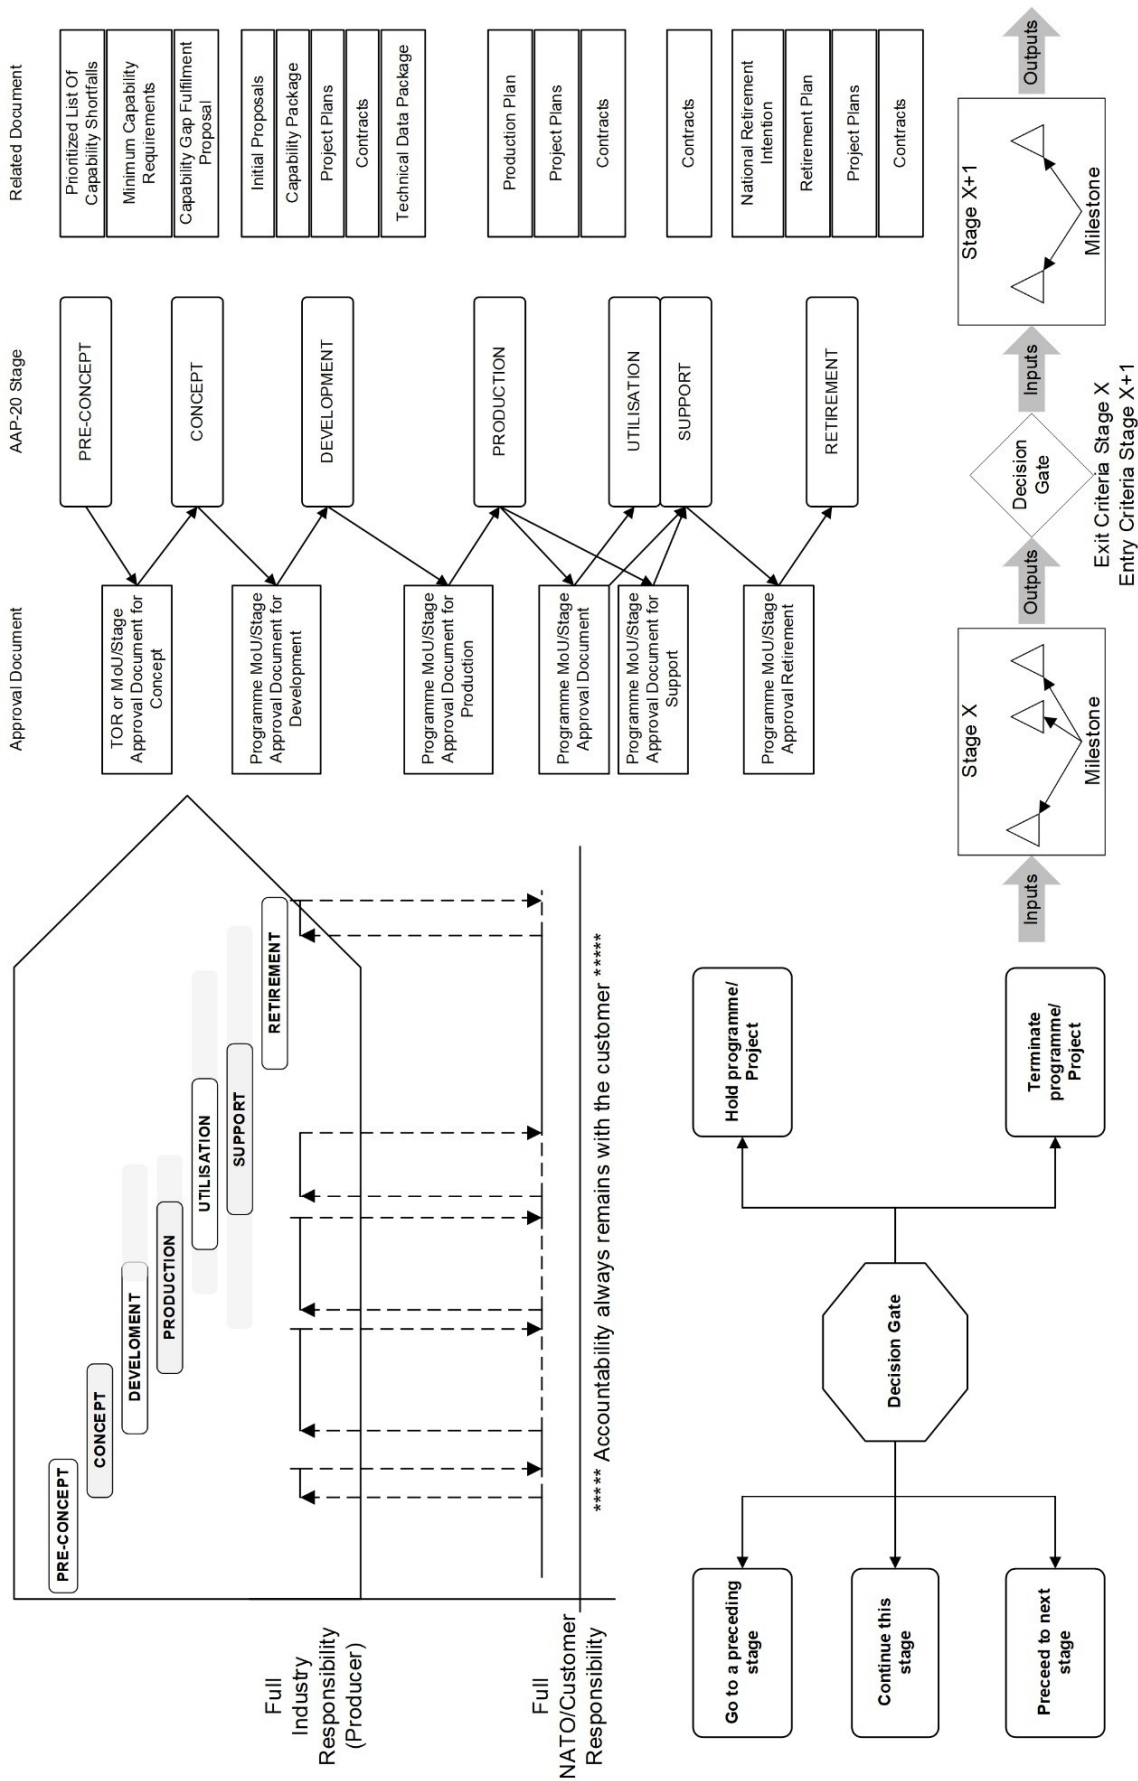 PRE-CONCEPT
CONCEPT
DEVELOMENT
PRODUCTION
UTILISATION
SUPPORT
RETIREMENT
Full
Industry
Responsibility
(Producer)
Full
NATO/Customer
Responsibility
***** Accountability always remains with the customer *****
Approval Document
AAP-20 Stage
Related Document
TOR or MoU/Stage
Approval Document for
Concept
Programme MoU/Stage
Approval Document for
Development
Programme MoU/Stage
Approval Document for
Production
Programme MoU/Stage
Approval Document
Programme MoU/Stage
Approval Document for
Support
Programme MoU/Stage
Approval Retirement
PRE-CONCEPT
CONCEPT
DEVELOPMENT
PRODUCTION
UTILISATION
SUPPORT
RETIREMENT
Prioritized List Of
Capability Shortfalls
Minimum Capability
Requirements
Capability Gap Fulfilment
Proposal
Initial Proposals
Capability Package
Project Plans
Contracts
Technical Data Package
Production Plan
Project Plans
Contracts
Contracts
National Retirement
Intention
Retirement Plan
Project Plans
Contracts
Go to a preceding
stage
Continue this
stage
Preceed to next
stage
Decision Gate
Hold programme/
Project
Terminate
programme/
Project
Inputs
Stage X
Milestone
Outputs
Decision
Gate
Exit Criteria Stage X
Entry Criteria Stage X+1
Inputs
Stage X+1
Milestone
Outputs